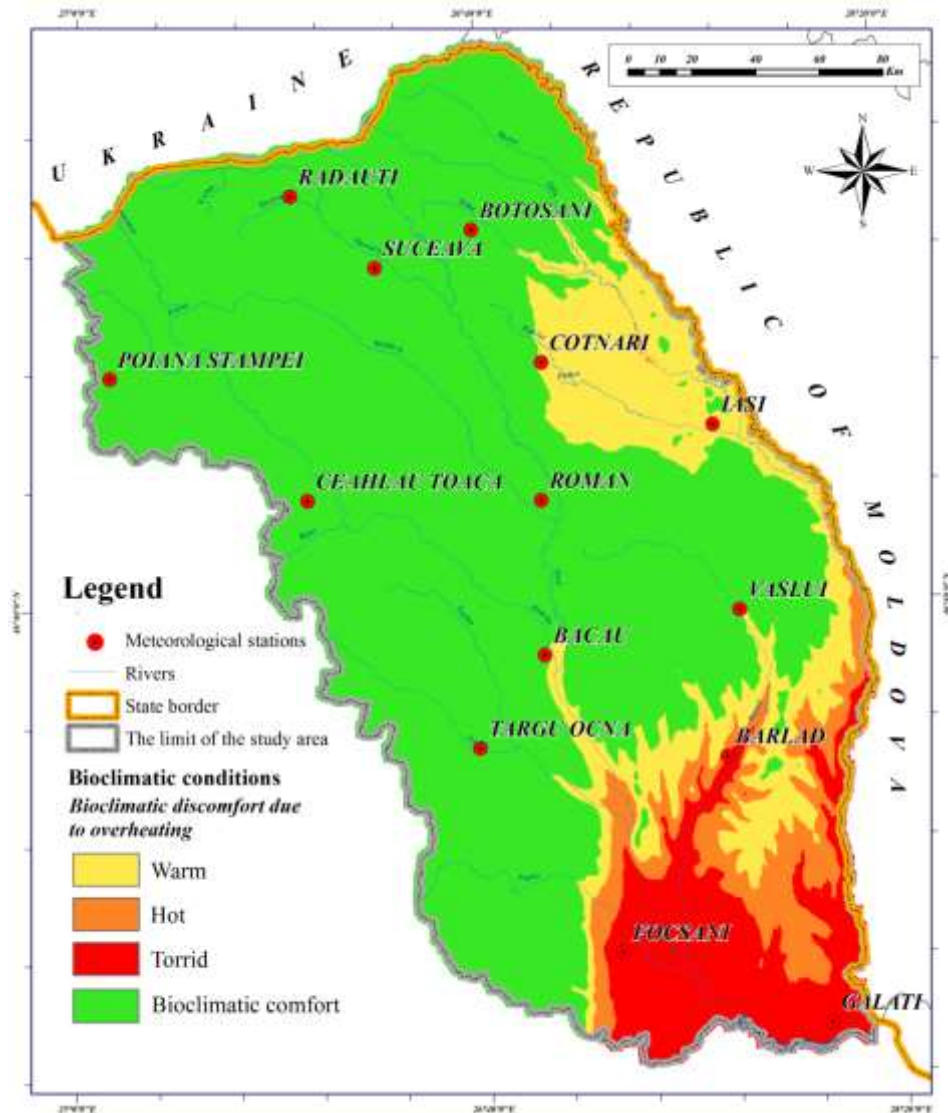 UKRAINE
REPUBLIC OF MOLDOVA
0 10 20 40 60 80
Km
N
W E
S
RADAUTI
BOTOSANI
SUCEAVA
COTNARI
POIANA STAMPEI
IASI
CEAHLAU TOACA
ROMAN
VASLUI
BACAU
TARGU OCNA
BARLAD
FOCSANI
GALATI
Legend
Meteorological stations
Rivers
State border
The limit of the study area
Bioclimatic conditions
Bioclimatic discomfort due
to overheating
Warm
Hot
Torrid
Bioclimatic comfort